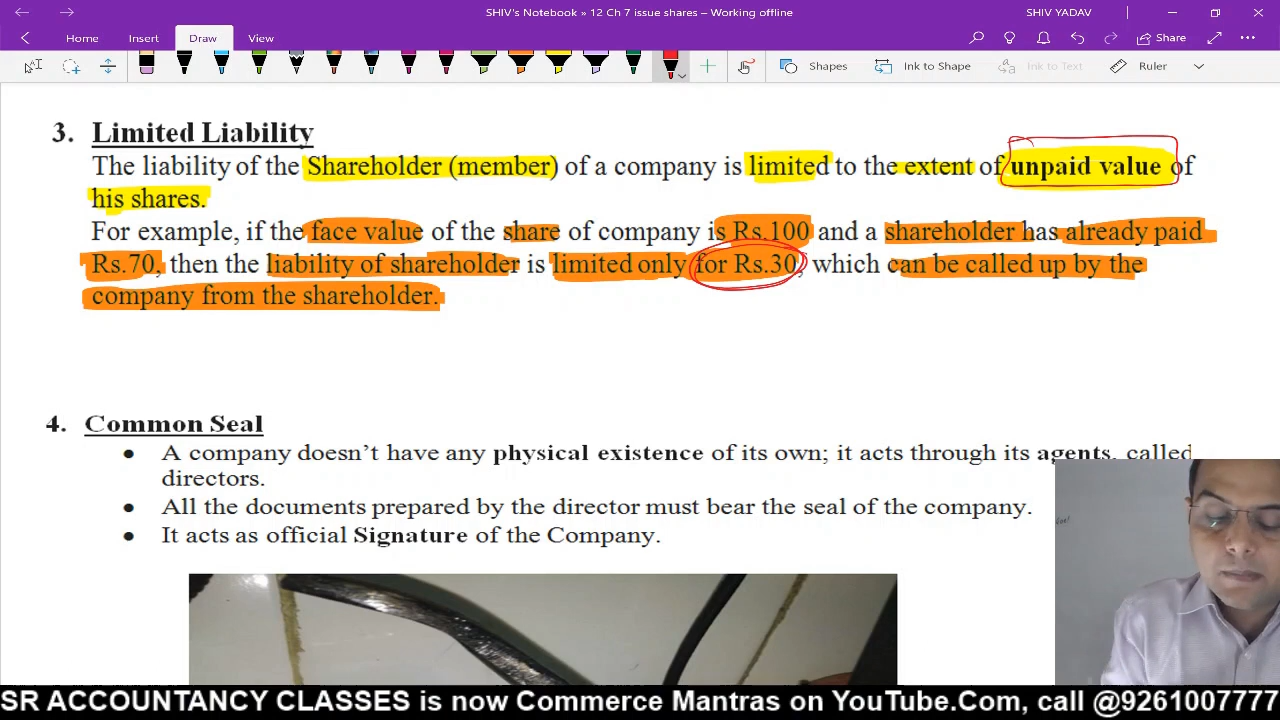 SHIV's Notebook » 12 Ch 7 issue shares – Working offline
SHIV YADAV
Home Insert Draw View
Share
Shapes Ink to Shape Ink to Text Ruler
3. Limited Liability
The liability of the Shareholder (member) of a company is limited to the extent of unpaid value of
his shares.
For example, if the face value of the share of company is Rs.100 and a shareholder has already paid
Rs.70, then the liability of shareholder is limited only for Rs.30, which can be called up by the
company from the shareholder.
4. Common Seal
• A company doesn't have any physical existence of its own; it acts through its agents, called
directors.
• All the documents prepared by the director must bear the seal of the company.
• It acts as official Signature of the Company.
SR ACCOUNTANCY CLASSES is now Commerce Mantras on YouTube.Com, call @9261007777